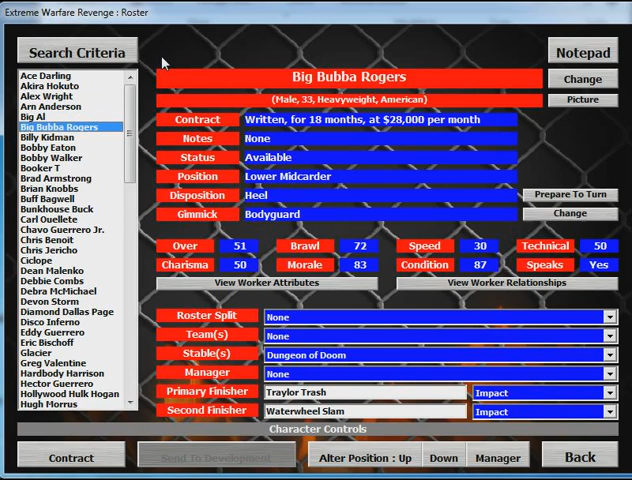 Extreme Warfare Revenge : Roster
Search Criteria
Notepad
Ace Darling
Akira Hokuto
Alex Wright
Arn Anderson
Big Al
Big Bubba Rogers
Billy Kidman
Bobby Eaton
Bobby Walker
Booker T
Brad Armstrong
Brian Knobbs
Buff Bagwell
Bunkhouse Buck
Carl Ouellete
Chavo Guerrero Jr.
Chris Benoit
Chris Jericho
Ciclope
Dean Malenko
Debbie Combs
Debra McMichael
Devon Storm
Diamond Dallas Page
Disco Inferno
Eddy Guerrero
Eric Bischoff
Glacier
Greg Valentine
Hardbody Harrison
Hector Guerrero
Hollywood Hulk Hogan
Hugh Morrus
Big Bubba Rogers
Change
(Male, 33, Heavyweight, American)
Picture
Contract Written, for 18 months, at $28,000 per month
Notes None
Status Available
Position Lower Midcarder
Disposition Heel Prepare To Turn
Gimmick Bodyguard Change
Over 51 Brawl 72 Speed 30 Technical 50
Charisma 50 Morale 83 Condition 87 Speaks Yes
View Worker Attributes View Worker Relationships
Roster Split None
Team(s) None
Stable(s) Dungeon of Doom
Manager None
Primary Finisher Traylor Trash Impact
Second Finisher Waterwheel Slam Impact
Character Controls
Contract Send To Development Alter Position : Up Down Manager Back